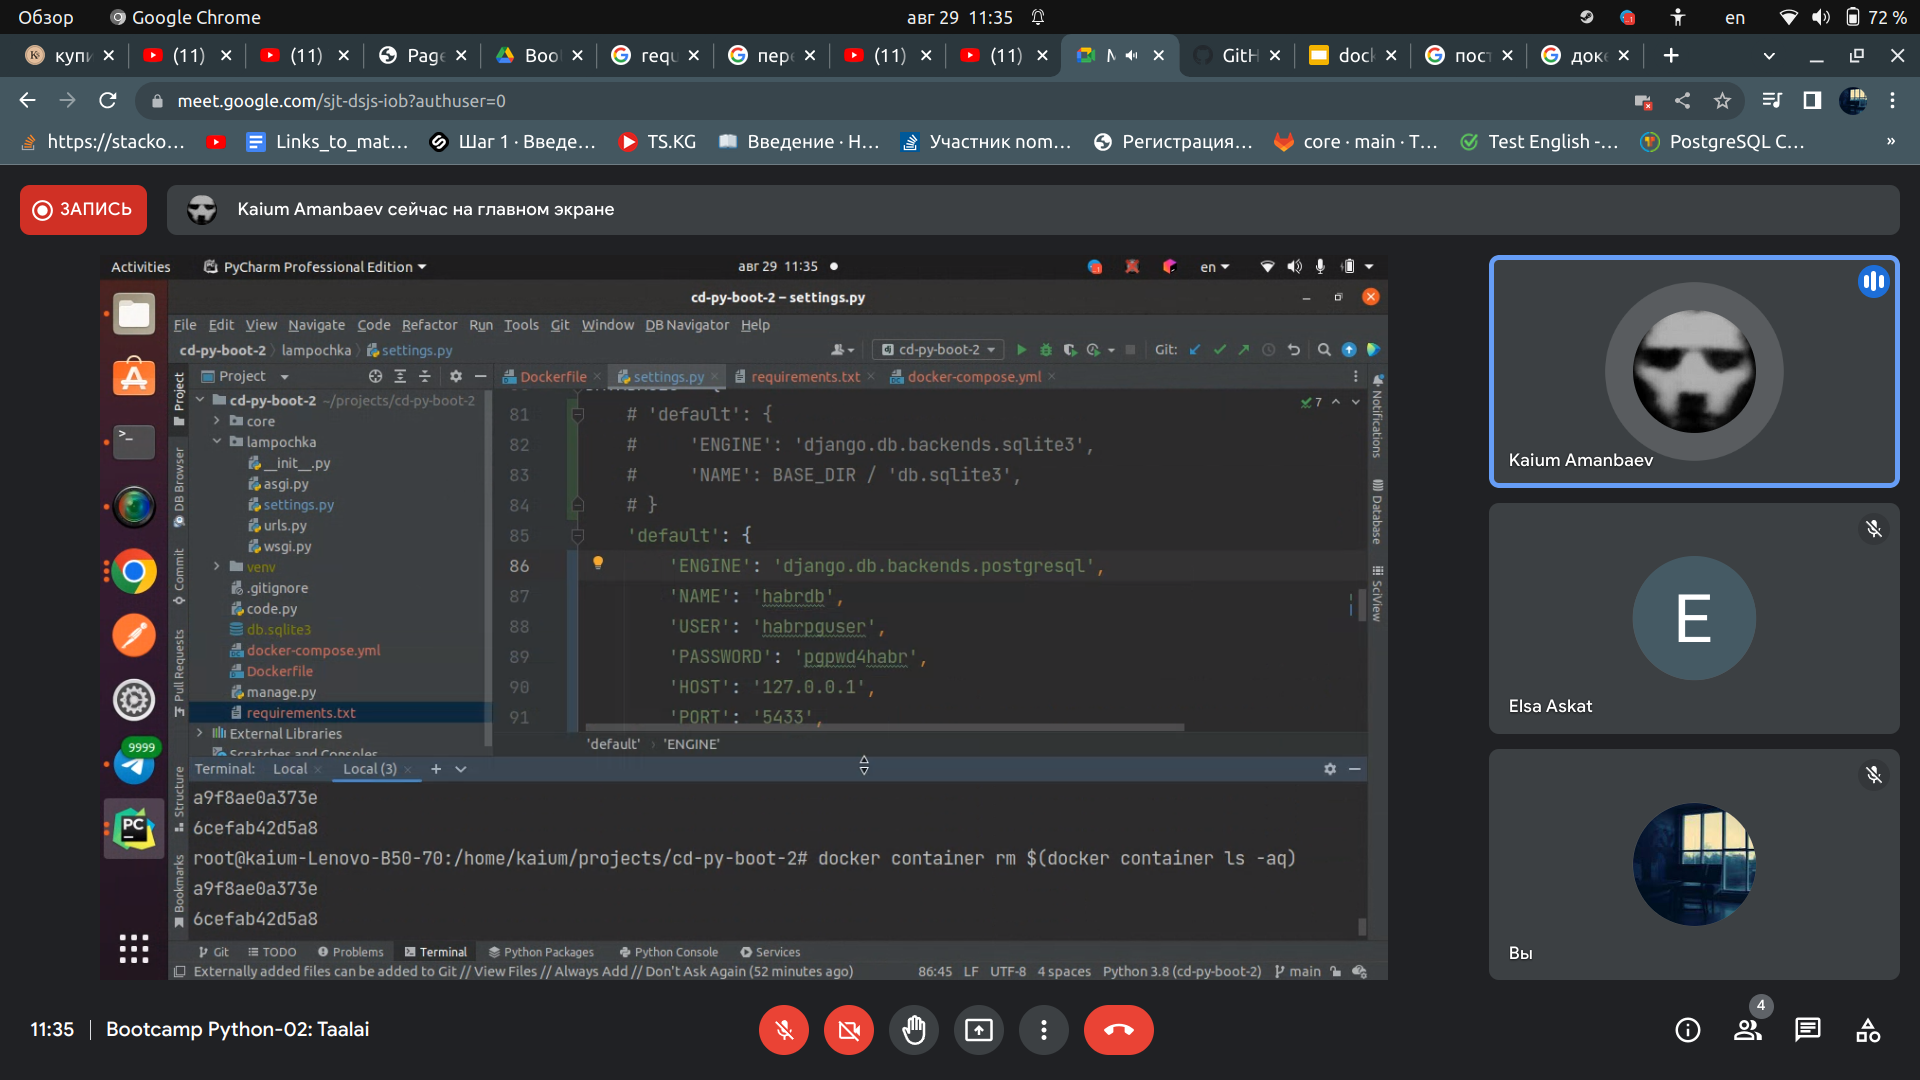 Обзор
Google Chrome
авг 29 11:35
en
72 %
купи
(11)
(11)
Page
Bool
requ
пере
(11)
(11)
M
GitH
dock
пост
доке
meet.google.com/sjt-dsjs-iob?authuser=0
https://stacko...
Links_to_mat...
Шаг 1 · Введе...
TS.KG
Введение · Н...
Участник nom...
Регистрация...
core · main · T...
Test English -...
PostgreSQL C...
»
ЗАПИСЬ
Kaium Amanbaev сейчас на главном экране
Activities
PyCharm Professional Edition
авг 29 11:35
en
cd-py-boot-2 – settings.py
File Edit View Navigate Code Refactor Run Tools Git Window DB Navigator Help
cd-py-boot-2 lampochka settings.py
cd-py-boot-2
Git:
Project
Dockerfile
settings.py
requirements.txt
docker-compose.yml
cd-py-boot-2 ~/projects/cd-py-boot-2
core
lampochka
__init__.py
asgi.py
settings.py
urls.py
wsgi.py
venv
.gitignore
code.py
db.sqlite3
docker-compose.yml
Dockerfile
manage.py
requirements.txt
External Libraries
Scratches and Consoles
Project
DB Browser
Commit
Pull Requests
Structure
Bookmarks
7
81 # 'default': {
82 #     'ENGINE': 'django.db.backends.sqlite3',
83 #     'NAME': BASE_DIR / 'db.sqlite3',
84 # }
85 'default': {
86 'ENGINE': 'django.db.backends.postgresql',
87 'NAME': 'habrdb',
88 'USER': 'habrpguser',
89 'PASSWORD': 'pgpwd4habr',
90 'HOST': '127.0.0.1',
91 'PORT': '5433',
'default' › 'ENGINE'
Notifications
Database
SciView
Terminal: Local Local (3)
a9f8ae0a373e
6cefab42d5a8
root@kaium-Lenovo-B50-70:/home/kaium/projects/cd-py-boot-2# docker container rm $(docker container ls -aq)
a9f8ae0a373e
6cefab42d5a8
Git TODO Problems Terminal Python Packages Python Console Services
Externally added files can be added to Git // View Files // Always Add // Don't Ask Again (52 minutes ago)
86:45 LF UTF-8 4 spaces Python 3.8 (cd-py-boot-2) main
9999
PC
Kaium Amanbaev
E
Elsa Askat
Вы
11:35
Bootcamp Python-02: Taalai
4